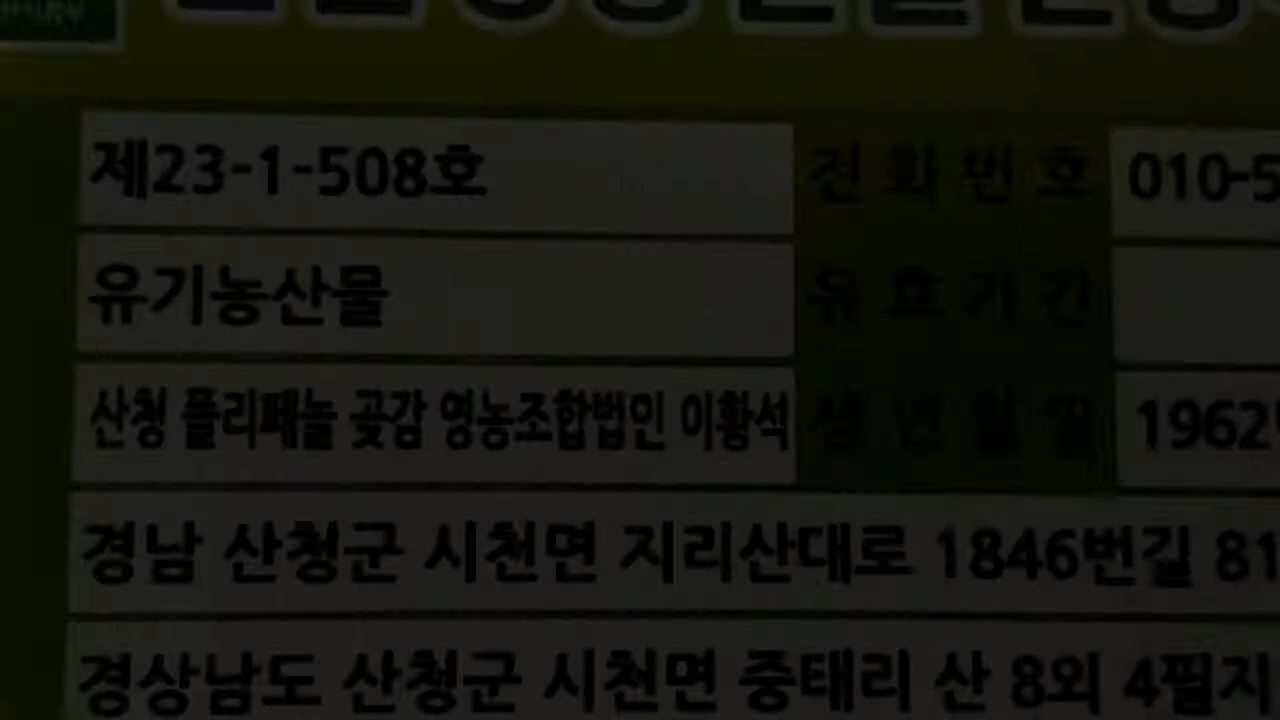 제23-1-508호 전화번호 010-5
유기농산물 유효기간
산청 플리패늘 곶감 영농조합법인 이황석 생년월일 1962
경남 산청군 시천면 지리산대로 1846번길 81
경상남도 산청군 시천면 중태리 산 8외 4필지